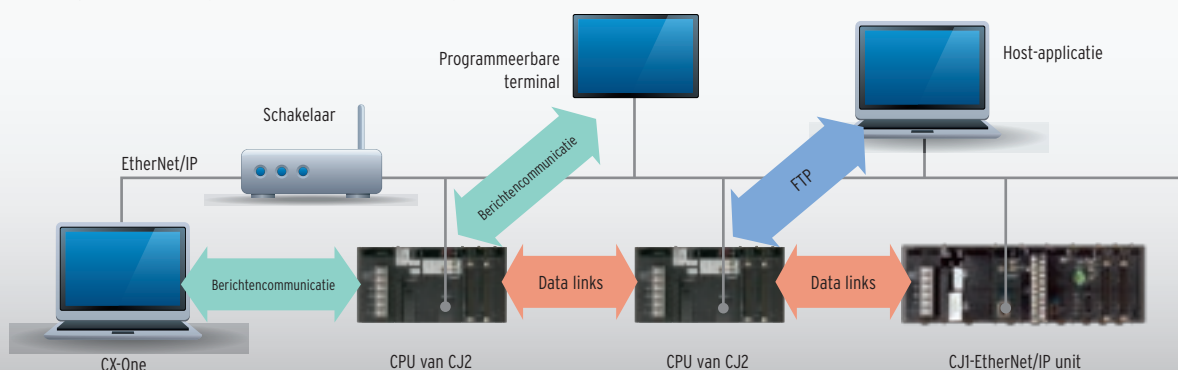 Programmeerbare
terminal
Host-applicatie
Schakelaar
EtherNet/IP
Berichtencommunicatie
FTP
Berichtencommunicatie
Data links
Data links
CX-One
CPU van CJ2
CPU van CJ2
CJ1-EtherNet/IP unit